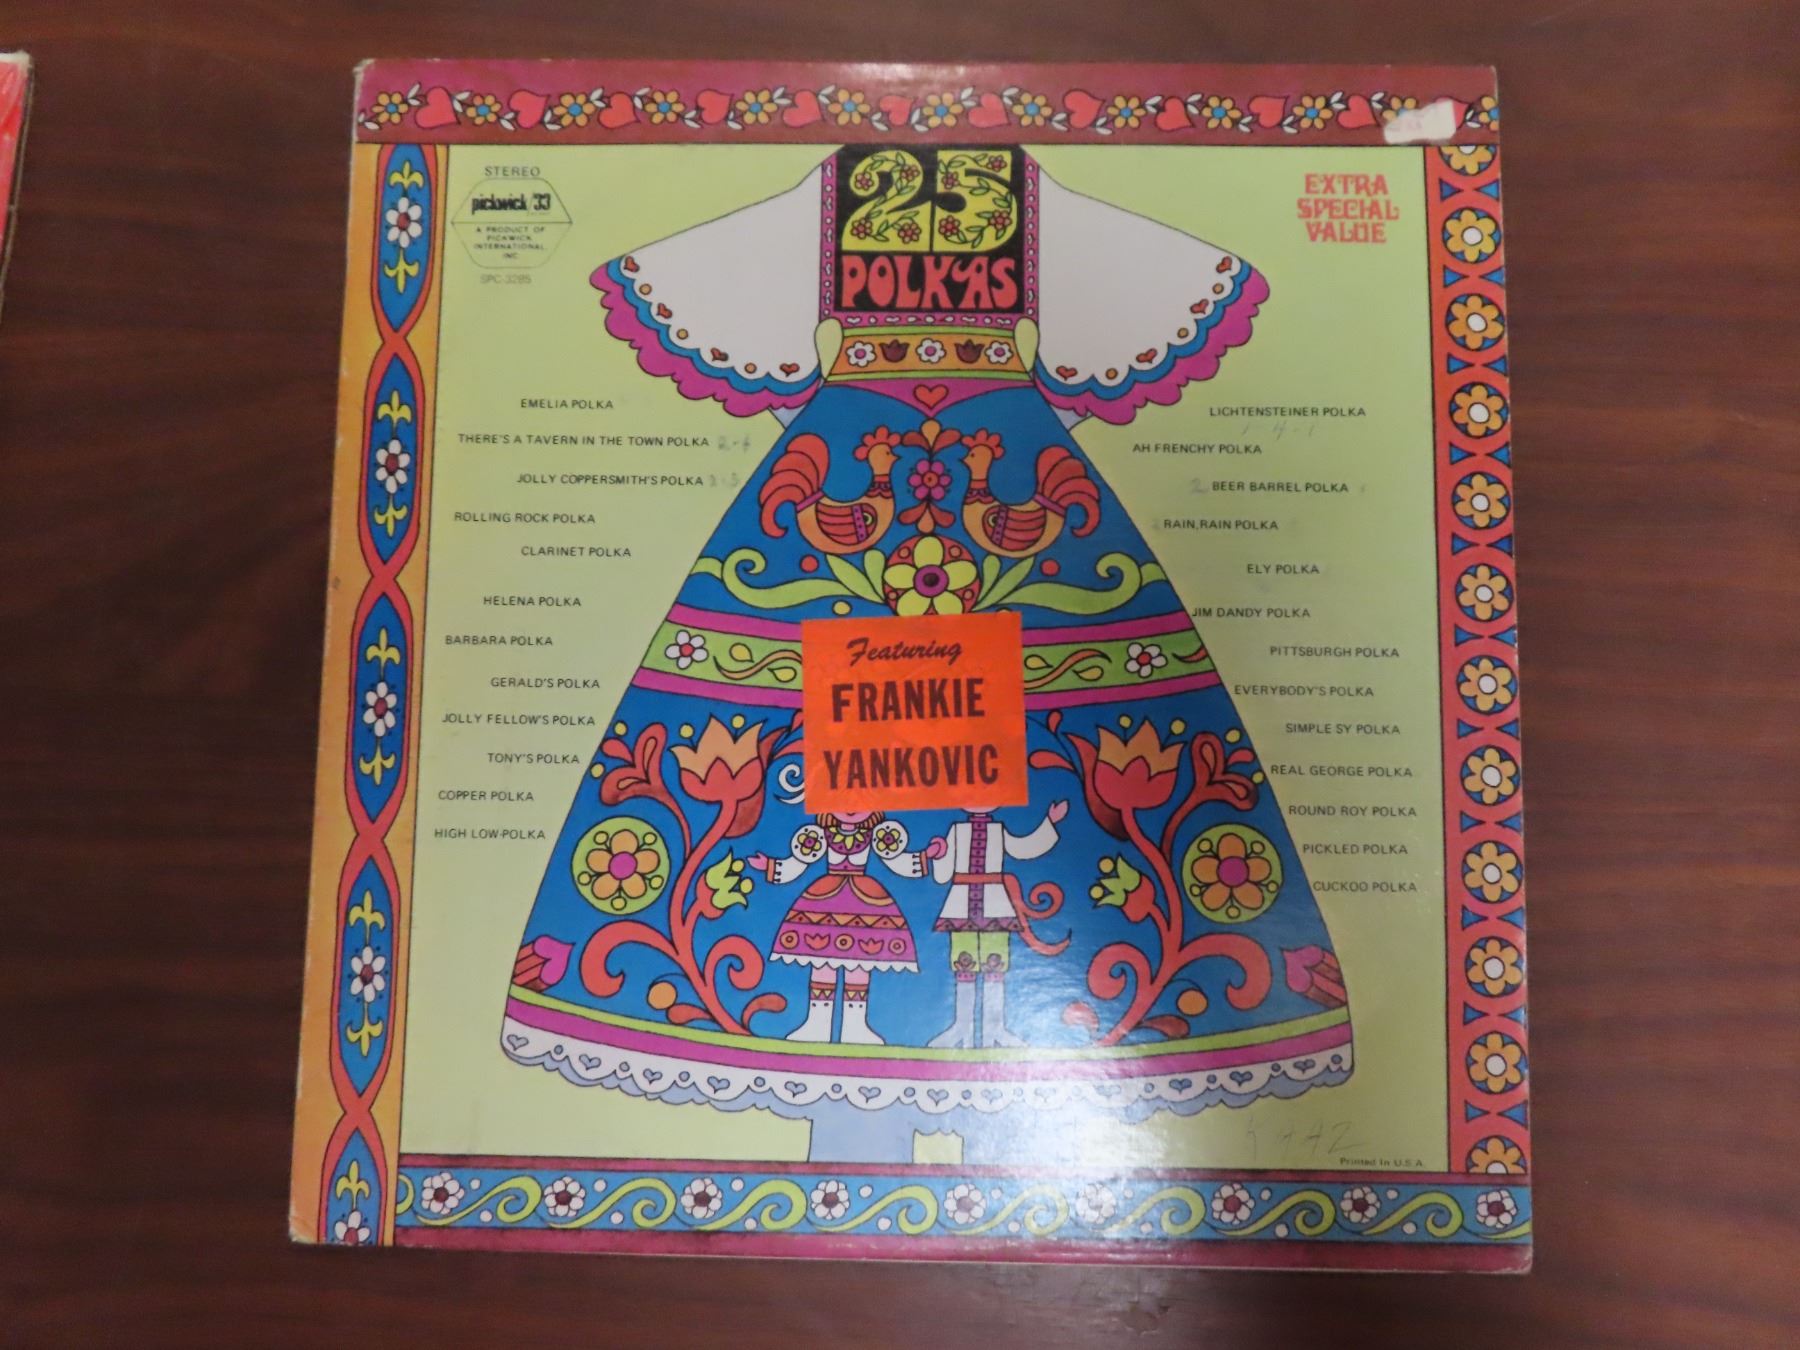 STEREO
pickwick/33
A PRODUCT OF
PICKWICK
INTERNATIONAL,
INC.
SPC-3285
25
POLKAS
EXTRA
SPECIAL
VALUE
EMELIA POLKA
THERE'S A TAVERN IN THE TOWN POLKA 2-4
JOLLY COPPERSMITH'S POLKA
ROLLING ROCK POLKA
CLARINET POLKA
HELENA POLKA
BARBARA POLKA
GERALD'S POLKA
JOLLY FELLOW'S POLKA
TONY'S POLKA
COPPER POLKA
HIGH LOW-POLKA
LICHTENSTEINER POLKA
AH FRENCHY POLKA
2 BEER BARREL POLKA
RAIN, RAIN POLKA
ELY POLKA
JIM DANDY POLKA
PITTSBURGH POLKA
EVERYBODY'S POLKA
SIMPLE SY POLKA
REAL GEORGE POLKA
ROUND ROY POLKA
PICKLED POLKA
CUCKOO POLKA
Featuring
FRANKIE
YANKOVIC
KAAZ
Printed in U.S.A.